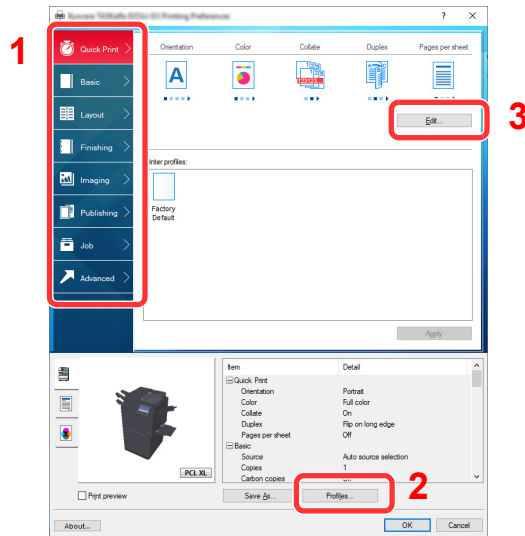 ? ×
1
Quick Print >
Basic >
Layout >
Finishing >
Imaging >
Publishing >
Job >
Advanced >
Orientation Color Collate Duplex Pages per sheet
A
123123
3
Edit...
inter profiles:
Factory
Default
Apply
Item Detail
Quick Print
Orientation Portrait
Color Full color
Collate On
Duplex Flip on long edge
Pages per sheet Off
Basic
Source Auto source selection
Copies 1
Carbon copies
PCL XL
Print preview
Save As...
Profiles...
2
About...
OK Cancel